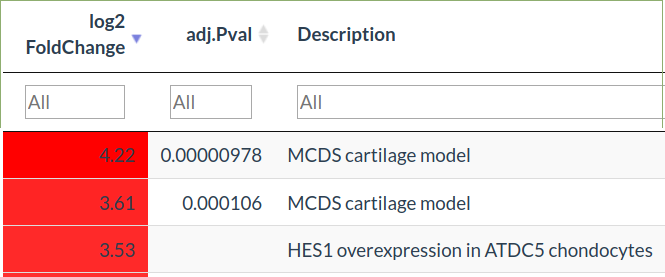 log2
FoldChange adj.Pval Description
All All All
4.22 0.00000978 MCDS cartilage model
3.61 0.000106 MCDS cartilage model
3.53 HES1 overexpression in ATDC5 chondocytes